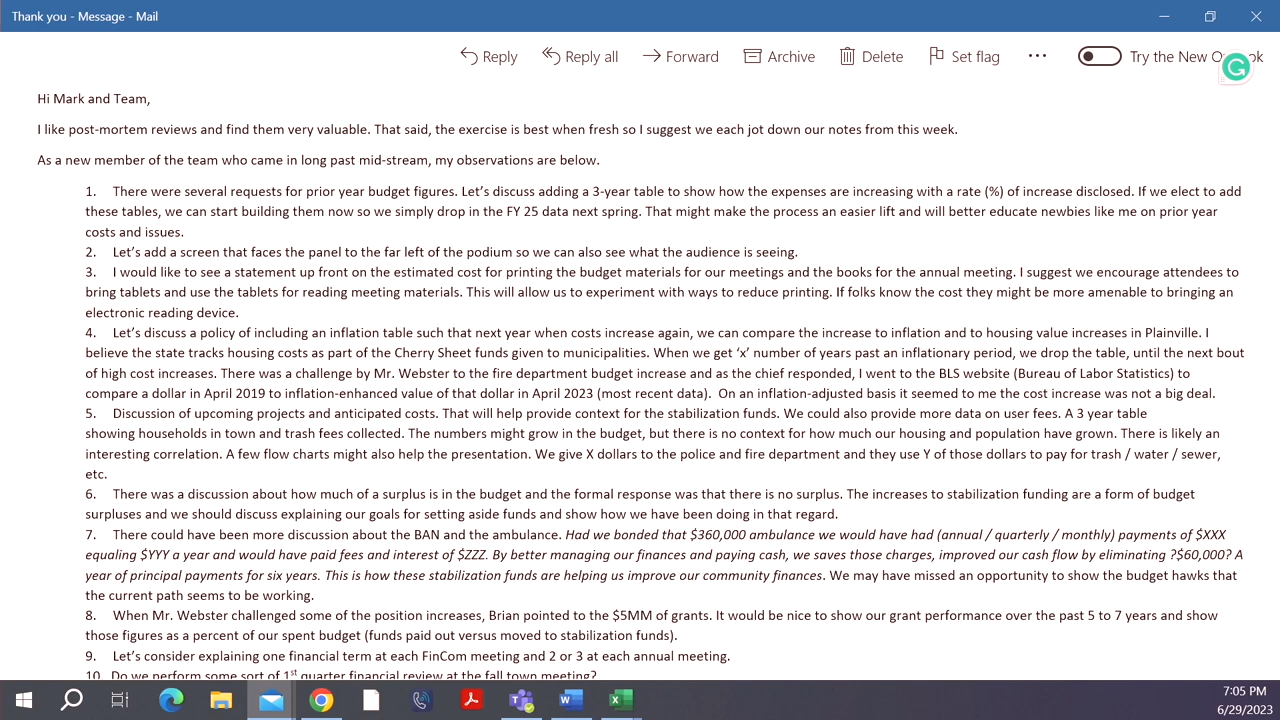 Thank you - Message - Mail
Reply Reply all Forward Archive Delete Set flag ... Try the New O ok
Hi Mark and Team,
I like post-mortem reviews and find them very valuable. That said, the exercise is best when fresh so I suggest we each jot down our notes from this week.
As a new member of the team who came in long past mid-stream, my observations are below.
1. There were several requests for prior year budget figures. Let's discuss adding a 3-year table to show how the expenses are increasing with a rate (%) of increase disclosed. If we elect to add
these tables, we can start building them now so we simply drop in the FY 25 data next spring. That might make the process an easier lift and will better educate newbies like me on prior year
costs and issues.
2. Let's add a screen that faces the panel to the far left of the podium so we can also see what the audience is seeing.
3. I would like to see a statement up front on the estimated cost for printing the budget materials for our meetings and the books for the annual meeting. I suggest we encourage attendees to
bring tablets and use the tablets for reading meeting materials. This will allow us to experiment with ways to reduce printing. If folks know the cost they might be more amenable to bringing an
electronic reading device.
4. Let's discuss a policy of including an inflation table such that next year when costs increase again, we can compare the increase to inflation and to housing value increases in Plainville. I
believe the state tracks housing costs as part of the Cherry Sheet funds given to municipalities. When we get 'x' number of years past an inflationary period, we drop the table, until the next bout
of high cost increases. There was a challenge by Mr. Webster to the fire department budget increase and as the chief responded, I went to the BLS website (Bureau of Labor Statistics) to
compare a dollar in April 2019 to inflation-enhanced value of that dollar in April 2023 (most recent data). On an inflation-adjusted basis it seemed to me the cost increase was not a big deal.
5. Discussion of upcoming projects and anticipated costs. That will help provide context for the stabilization funds. We could also provide more data on user fees. A 3 year table
showing households in town and trash fees collected. The numbers might grow in the budget, but there is no context for how much our housing and population have grown. There is likely an
interesting correlation. A few flow charts might also help the presentation. We give X dollars to the police and fire department and they use Y of those dollars to pay for trash / water / sewer,
etc.
6. There was a discussion about how much of a surplus is in the budget and the formal response was that there is no surplus. The increases to stabilization funding are a form of budget
surpluses and we should discuss explaining our goals for setting aside funds and show how we have been doing in that regard.
7. There could have been more discussion about the BAN and the ambulance. Had we bonded that $360,000 ambulance we would have had (annual / quarterly / monthly) payments of $XXX
equaling $YYY a year and would have paid fees and interest of $ZZZ. By better managing our finances and paying cash, we saves those charges, improved our cash flow by eliminating ?$60,000? A
year of principal payments for six years. This is how these stabilization funds are helping us improve our community finances. We may have missed an opportunity to show the budget hawks that
the current path seems to be working.
8. When Mr. Webster challenged some of the position increases, Brian pointed to the $5MM of grants. It would be nice to show our grant performance over the past 5 to 7 years and show
those figures as a percent of our spent budget (funds paid out versus moved to stabilization funds).
9. Let's consider explaining one financial term at each FinCom meeting and 2 or 3 at each annual meeting.
10. Do we perform some sort of 1st quarter financial review at the fall town meeting?
7:05 PM
6/29/2023